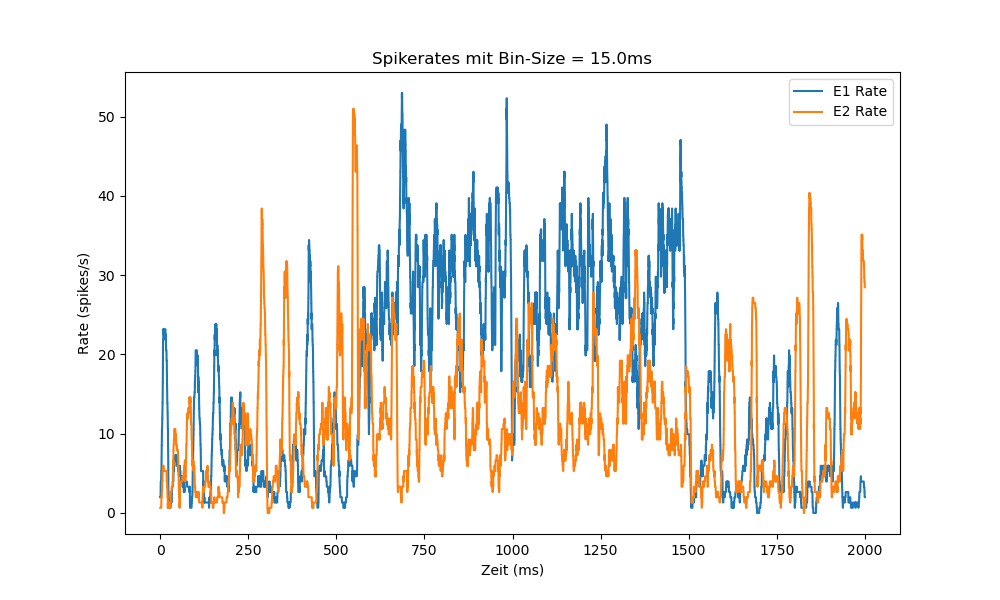 Spikerates mit Bin-Size = 15.0ms
E1 Rate
E2 Rate
Rate (spikes/s)
50
40
30
20
10
0
0 250 500 750 1000 1250 1500 1750 2000
Zeit (ms)